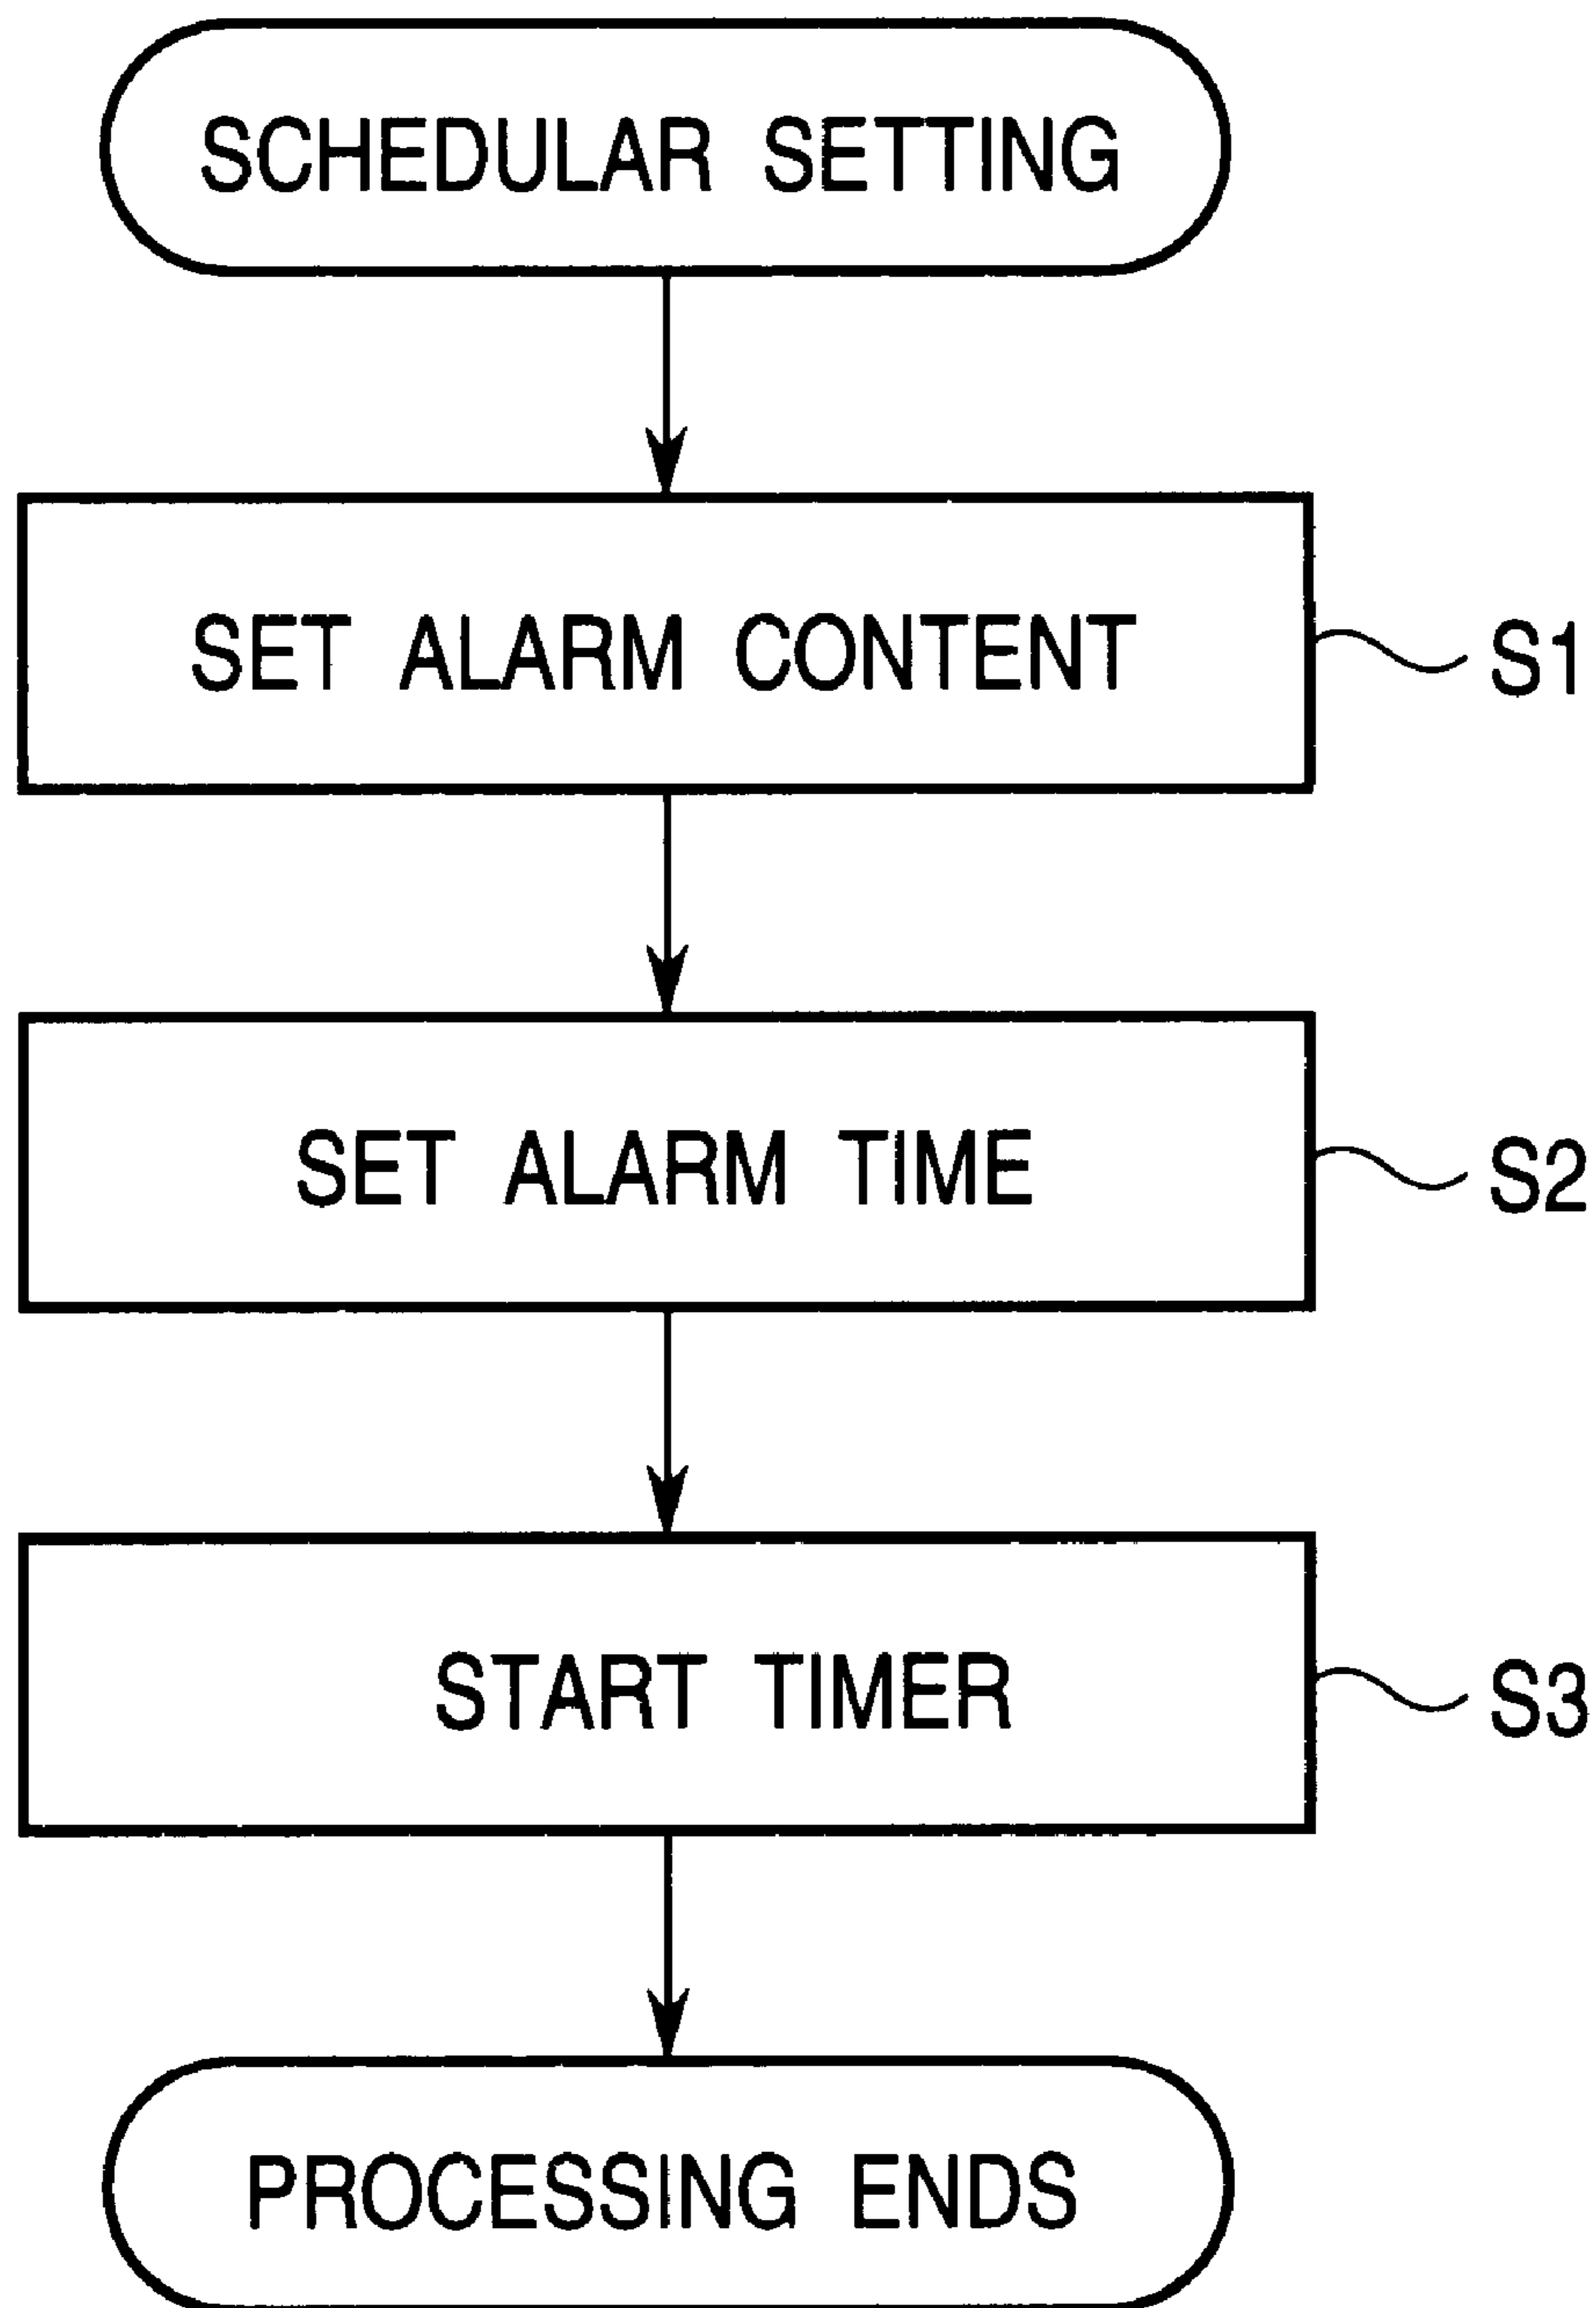 SCHEDULAR SETTING
SET ALARM CONTENT
S1
SET ALARM TIME
S2
START TIMER
S3
PROCESSING ENDS